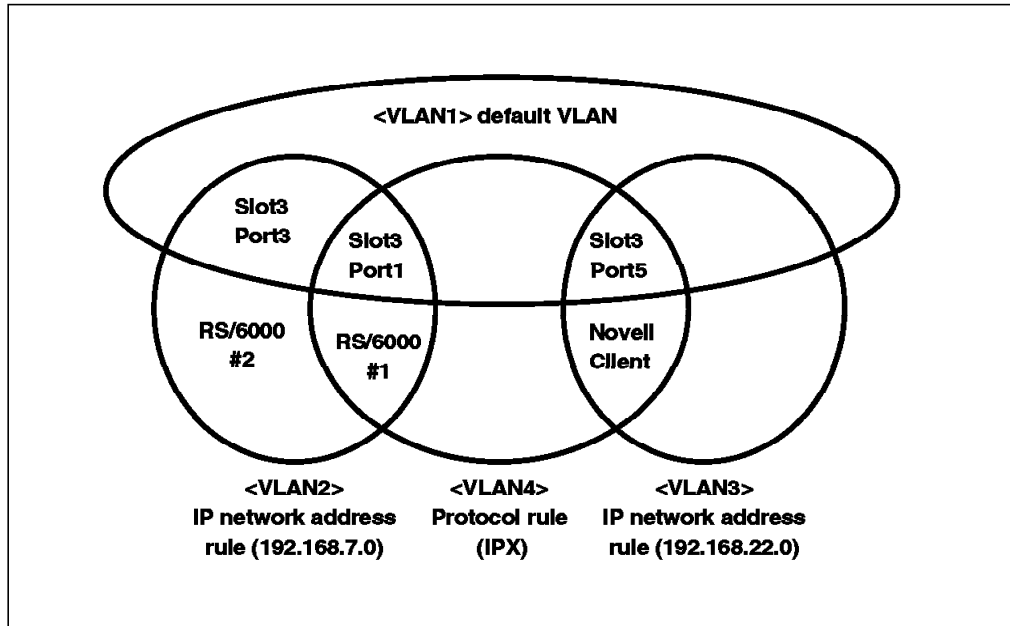 <VLAN1> default VLAN
Slot3
Port3
Slot3
Port1
Slot3
Port5
RS/6000
#2
RS/6000
#1
Novell
Client
<VLAN2>
IP network address
rule (192.168.7.0)
<VLAN4>
Protocol rule
(IPX)
<VLAN3>
IP network address
rule (192.168.22.0)